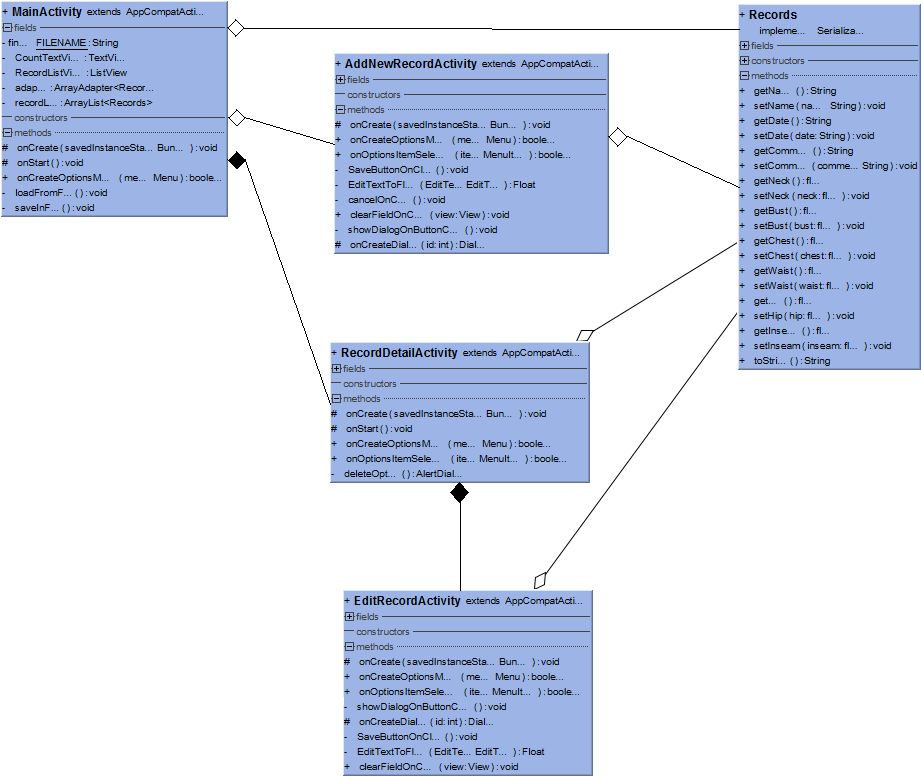 + MainActivity extends AppCompatActi...
fields
- fin... FILENAME : String
- CountTextVi... : TextVi...
- RecordListVi... : ListView
- adap... : ArrayAdapter<Recor...
- recordL... : ArrayList<Records>
constructors
methods
# onCreate ( savedInstanceSta... Bun... ) : void
# onStart ( ) : void
+ onCreateOptionsM... ( me... Menu ) : boole...
- loadFromF... ( ) : void
- saveInF... ( ) : void
+ AddNewRecordActivity extends AppCompatActi...
fields
constructors
methods
# onCreate ( savedInstanceSta... Bun... ) : void
+ onCreateOptionsM... ( me... Menu ) : boole...
+ onOptionsItemSele... ( ite... MenuIt... ) : boole...
- SaveButtonOnCl... ( ) : void
- EditTextToFl... ( EditTe... EditT... ) : Float
- cancelOnC... ( ) : void
+ clearFieldOnC... ( view: View ) : void
- showDialogOnButtonC... ( ) : void
# onCreateDial... ( id: int ) : Dial...
+ Records
impleme... Serializa...
fields
constructors
methods
+ getNa... ( ) : String
+ setName ( na... String ) : void
+ getDate ( ) : String
+ setDate ( date: String ) : void
+ getComm... ( ) : String
+ setComm... ( comme... String ) : void
+ getNeck ( ) : fl...
+ setNeck ( neck: fl... ) : void
+ getBust ( ) : fl...
+ setBust ( bust: fl... ) : void
+ getChest ( ) : fl...
+ setChest ( chest: fl... ) : void
+ getWaist ( ) : fl...
+ setWaist ( waist: fl... ) : void
+ get... ( ) : fl...
+ setHip ( hip: fl... ) : void
+ getInse... ( ) : fl...
+ setInseam ( inseam: fl... ) : void
+ toStri... ( ) : String
+ RecordDetailActivity extends AppCompatActi...
fields
constructors
methods
# onCreate ( savedInstanceSta... Bun... ) : void
# onStart ( ) : void
+ onCreateOptionsM... ( me... Menu ) : boole...
+ onOptionsItemSele... ( ite... MenuIt... ) : boole...
- deleteOpt... ( ) : AlertDial...
+ EditRecordActivity extends AppCompatActi...
fields
constructors
methods
# onCreate ( savedInstanceSta... Bun... ) : void
+ onCreateOptionsM... ( me... Menu ) : boole...
+ onOptionsItemSele... ( ite... MenuIt... ) : boole...
- showDialogOnButtonC... ( ) : void
# onCreateDial... ( id: int ) : Dial...
- SaveButtonOnCl... ( ) : void
- EditTextToFl... ( EditTe... EditT... ) : Float
+ clearFieldOnC... ( view: View ) : void